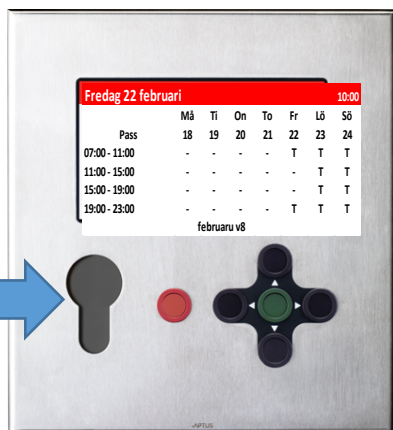 Fredag 22 februari 10:00
Må Ti On To Fr Lö Sö
Pass 18 19 20 21 22 23 24
07:00 - 11:00 - - - - T T T
11:00 - 15:00 - - - - - T T
15:00 - 19:00 - - - - - T T
19:00 - 23:00 - - - - T T T
februaru v8
APTUS